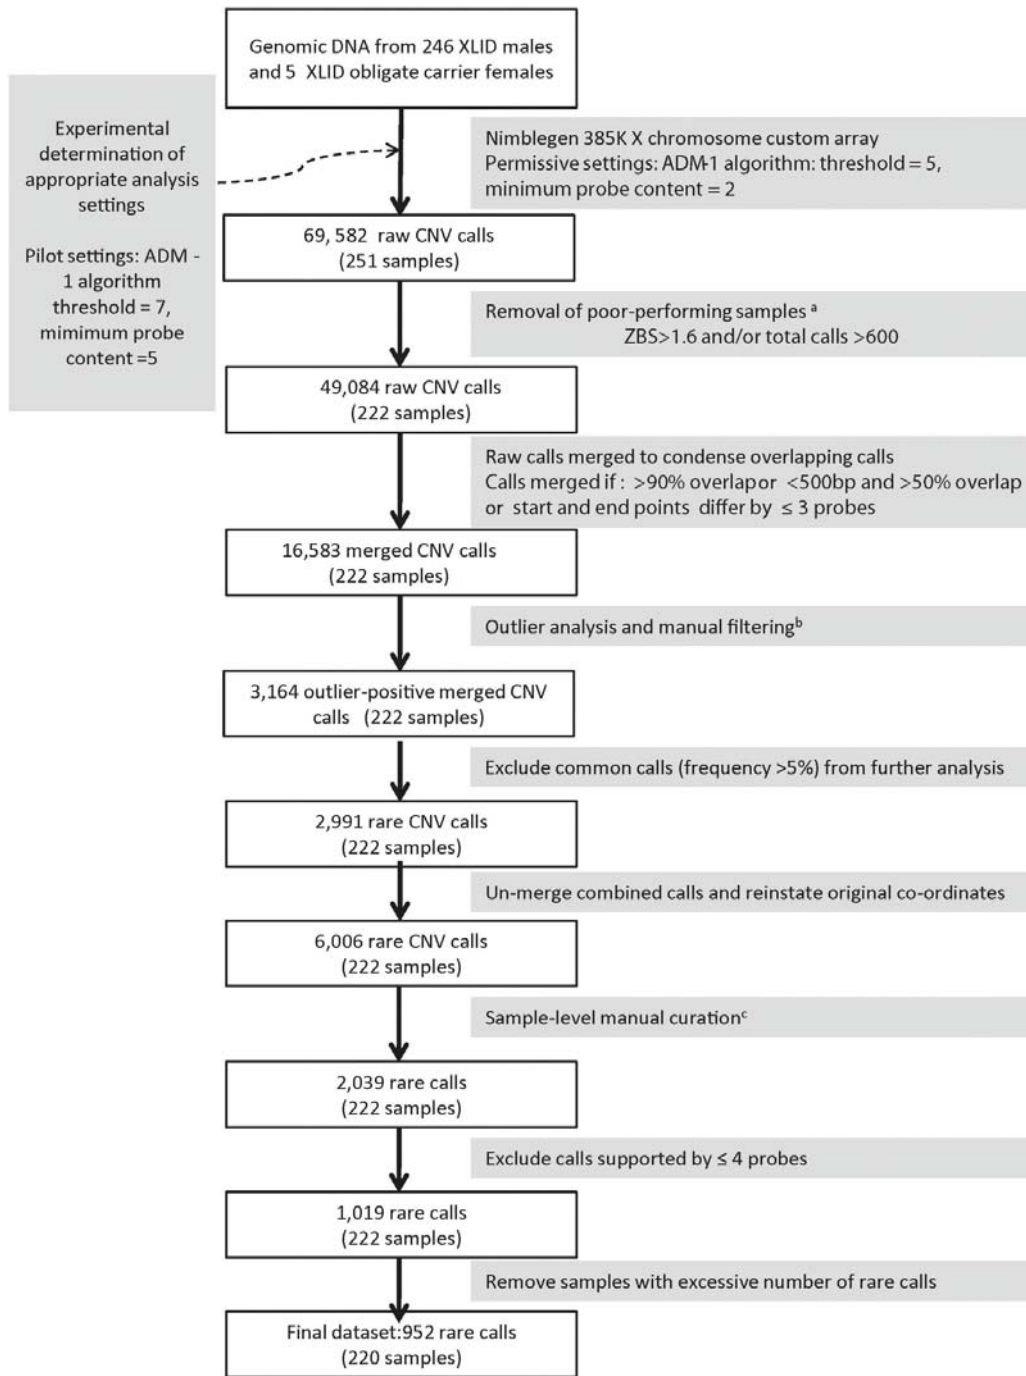 Genomic DNA from 246 XLID males
and 5 XLID obligate carrier females
Experimental
determination of
appropriate analysis
settings
Pilot settings: ADM -
1 algorithm
threshold = 7,
mimimum probe
content =5
Nimblegen 385K X chromosome custom array
Permissive settings: ADM-1 algorithm: threshold = 5,
minimum probe content = 2
69, 582 raw CNV calls
(251 samples)
Removal of poor-performing samples a
ZBS>1.6 and/or total calls >600
49,084 raw CNV calls
(222 samples)
Raw calls merged to condense overlapping calls
Calls merged if : >90% overlap or <500bp and >50% overlap
or start and end points differ by ≤ 3 probes
16,583 merged CNV calls
(222 samples)
Outlier analysis and manual filtering b
3,164 outlier-positive merged CNV
calls (222 samples)
Exclude common calls (frequency >5%) from further analysis
2,991 rare CNV calls
(222 samples)
Un-merge combined calls and reinstate original co-ordinates
6,006 rare CNV calls
(222 samples)
Sample-level manual curation c
2,039 rare calls
(222 samples)
Exclude calls supported by ≤ 4 probes
1,019 rare calls
(222 samples)
Remove samples with excessive number of rare calls
Final dataset:952 rare calls
(220 samples)